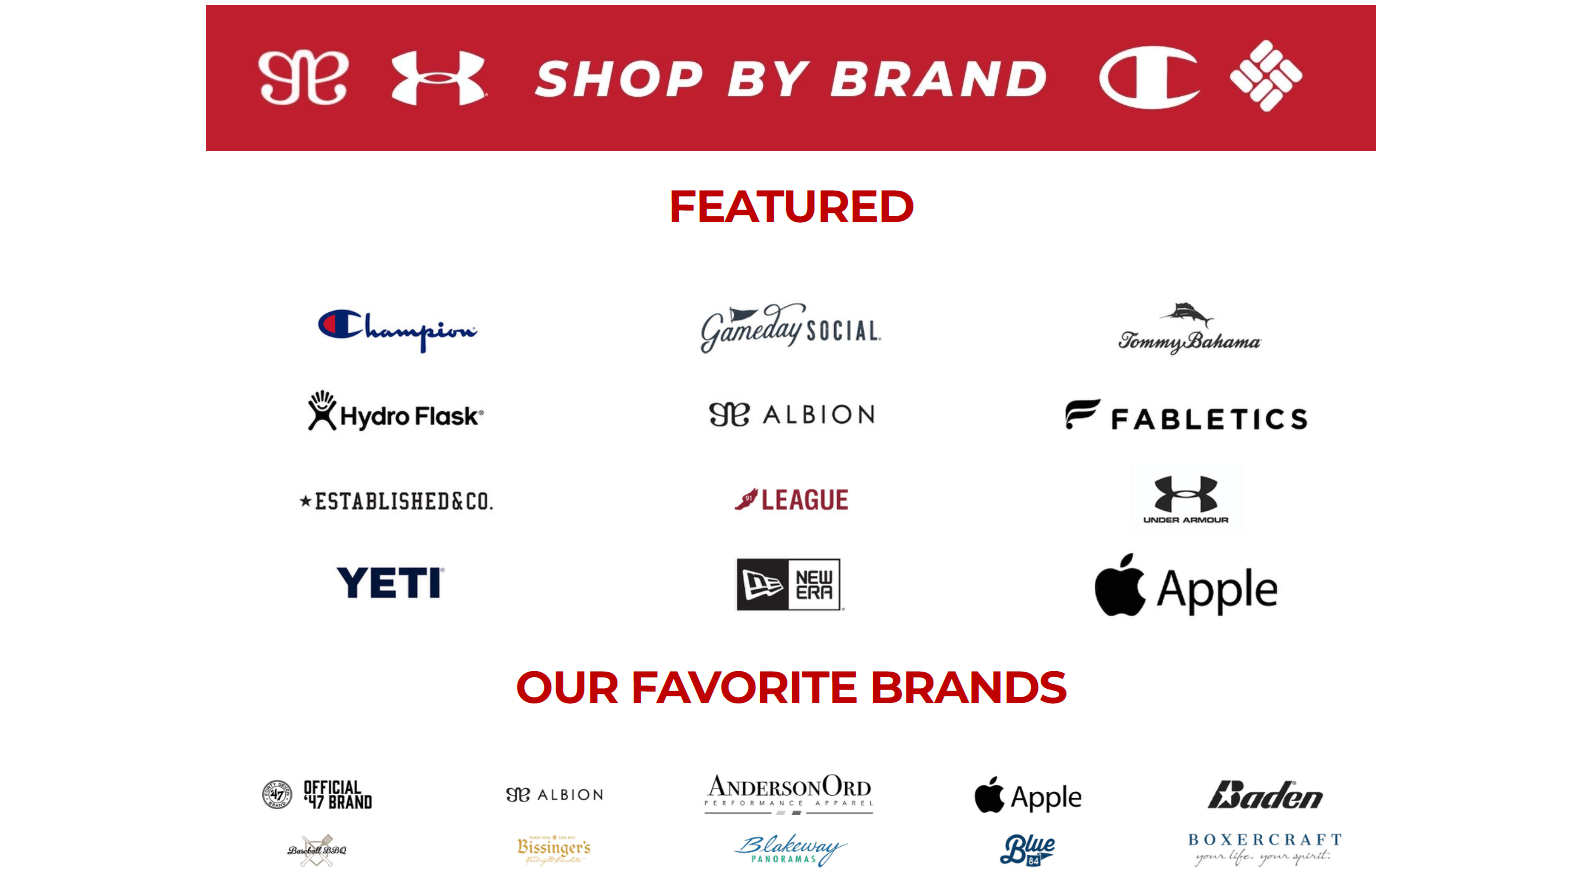 SHOP BY BRAND
FEATURED
Champion
Gameday SOCIAL
Tommy Bahama
Hydro Flask®
ALBION
FABLETICS
ESTABLISHED&CO.
91 LEAGUE
UNDER ARMOUR
YETI
NEW
ERA
Apple
OUR FAVORITE BRANDS
'47
OFFICIAL
'47 BRAND
ALBION
ANDERSONORD
PERFORMANCE APPAREL
Apple
Baden
Baseball BBQ
Bissinger's
Blakeway
PANORAMAS
Blue
84
BOXERCRAFT
your life. your spirit.